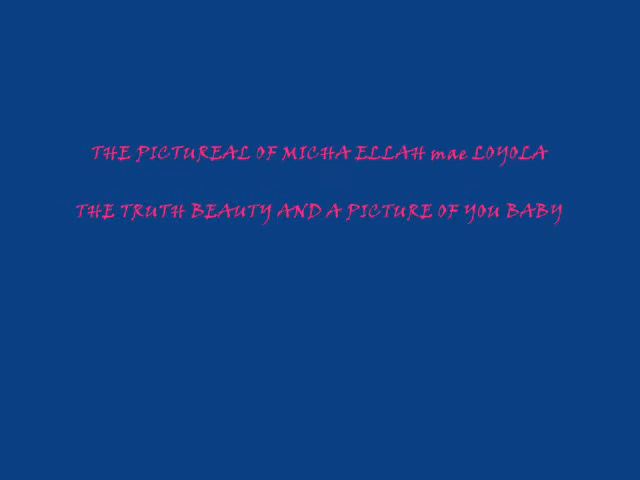 THE PICTUREAL OF MICHA ELLAH mae LOYOLA
THE TRUTH BEAUTY AND A PICTURE OF YOU BABY